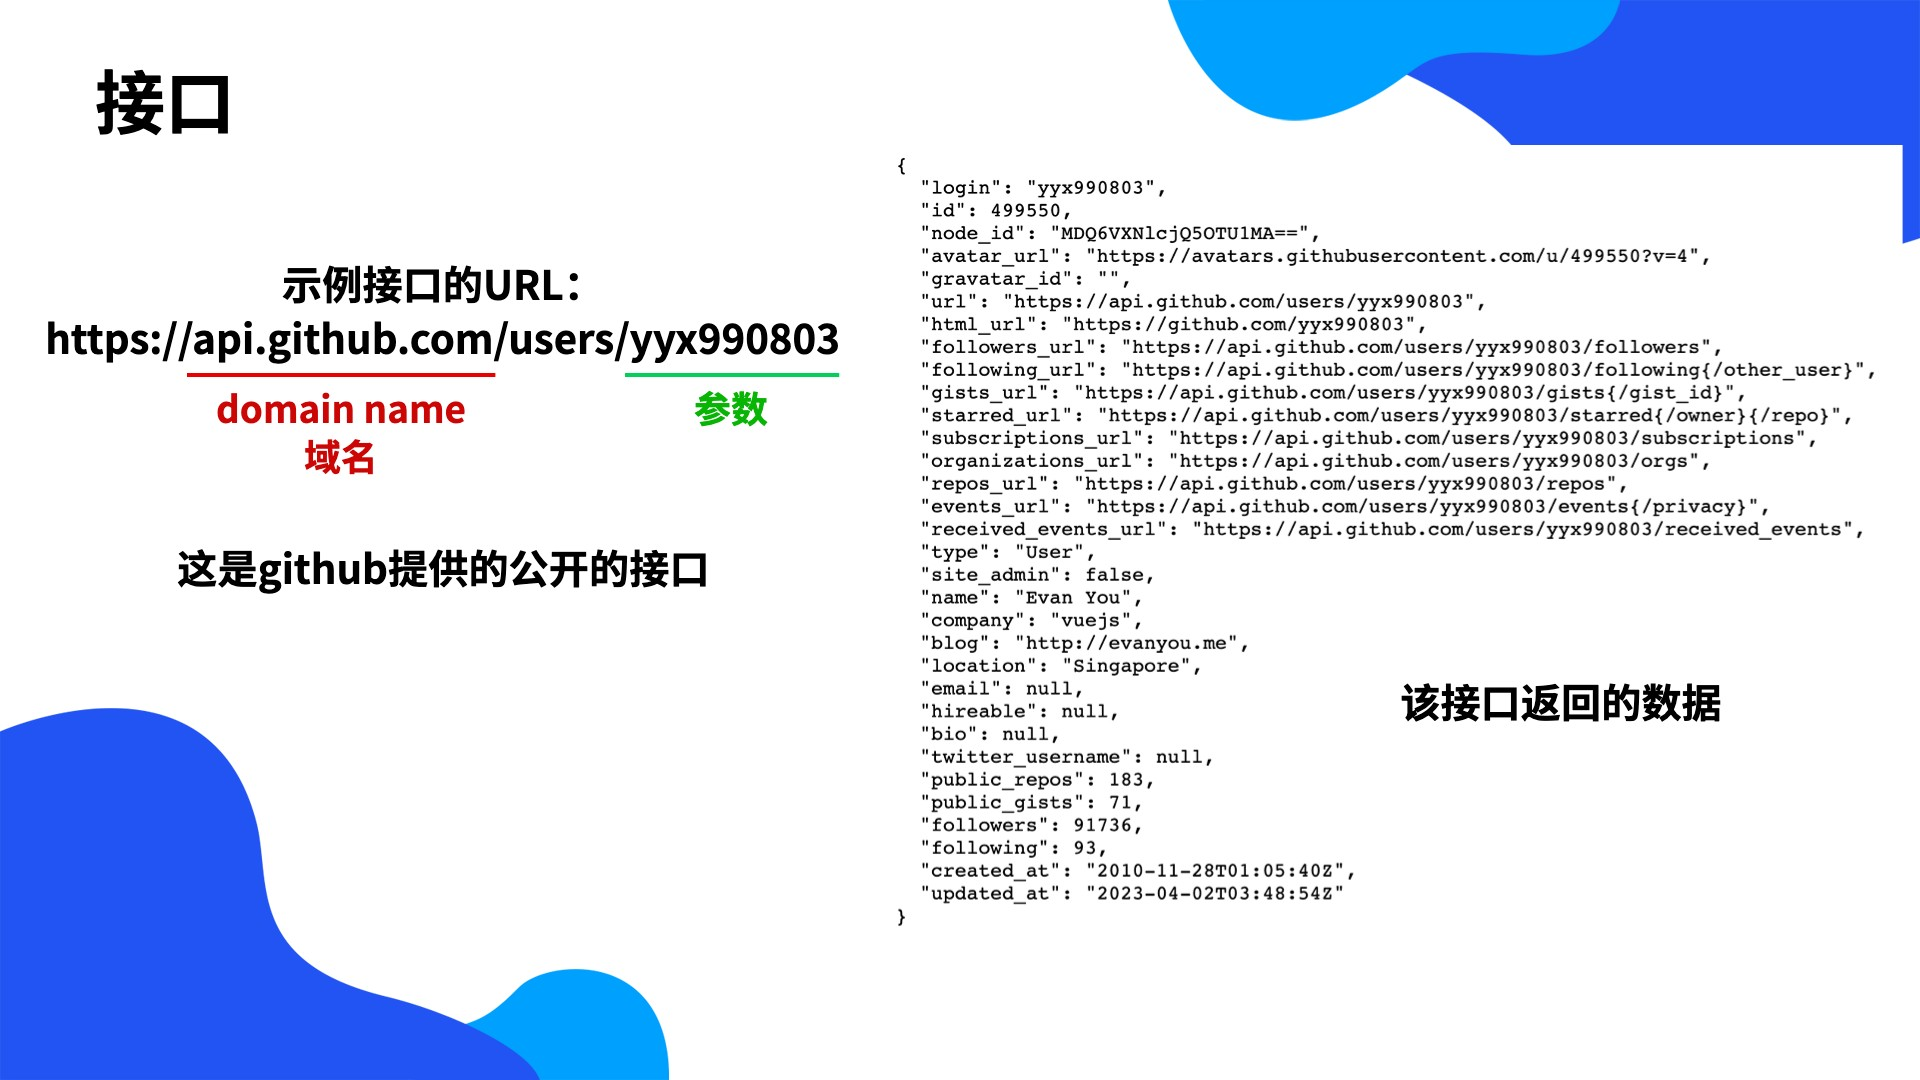 接口
示例接口的URL：
https://api.github.com/users/yyx990803
domain name
域名
参数
这是github提供的公开的接口
{
"login": "yyx990803",
"id": 499550,
"node_id": "MDQ6VXNlcjQ5OTU1MA==",
"avatar_url": "https://avatars.githubusercontent.com/u/499550?v=4",
"gravatar_id": "",
"url": "https://api.github.com/users/yyx990803",
"html_url": "https://github.com/yyx990803",
"followers_url": "https://api.github.com/users/yyx990803/followers",
"following_url": "https://api.github.com/users/yyx990803/following{/other_user}",
"gists_url": "https://api.github.com/users/yyx990803/gists{/gist_id}",
"starred_url": "https://api.github.com/users/yyx990803/starred{/owner}{/repo}",
"subscriptions_url": "https://api.github.com/users/yyx990803/subscriptions",
"organizations_url": "https://api.github.com/users/yyx990803/orgs",
"repos_url": "https://api.github.com/users/yyx990803/repos",
"events_url": "https://api.github.com/users/yyx990803/events{/privacy}",
"received_events_url": "https://api.github.com/users/yyx990803/received_events",
"type": "User",
"site_admin": false,
"name": "Evan You",
"company": "vuejs",
"blog": "http://evanyou.me",
"location": "Singapore",
"email": null,
"hireable": null,
"bio": null,
"twitter_username": null,
"public_repos": 183,
"public_gists": 71,
"followers": 91736,
"following": 93,
"created_at": "2010-11-28T01:05:40Z",
"updated_at": "2023-04-02T03:48:54Z"
}
该接口返回的数据